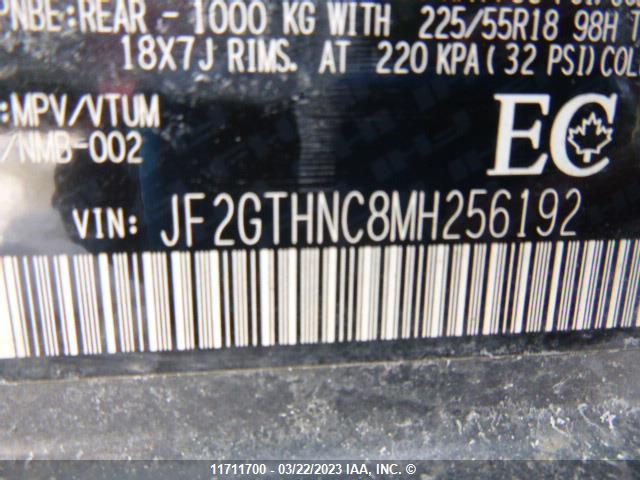 PNBE:REAR - 1000 KG WITH 225/55R18 98H
18X7J RIMS. AT 220 KPA( 32 PSI)COL
:MPV/VTUM
/NMB-002
EC
VIN: JF2GTHNC8MH256192
11711700 - 03/22/2023 IAA, Inc. ©